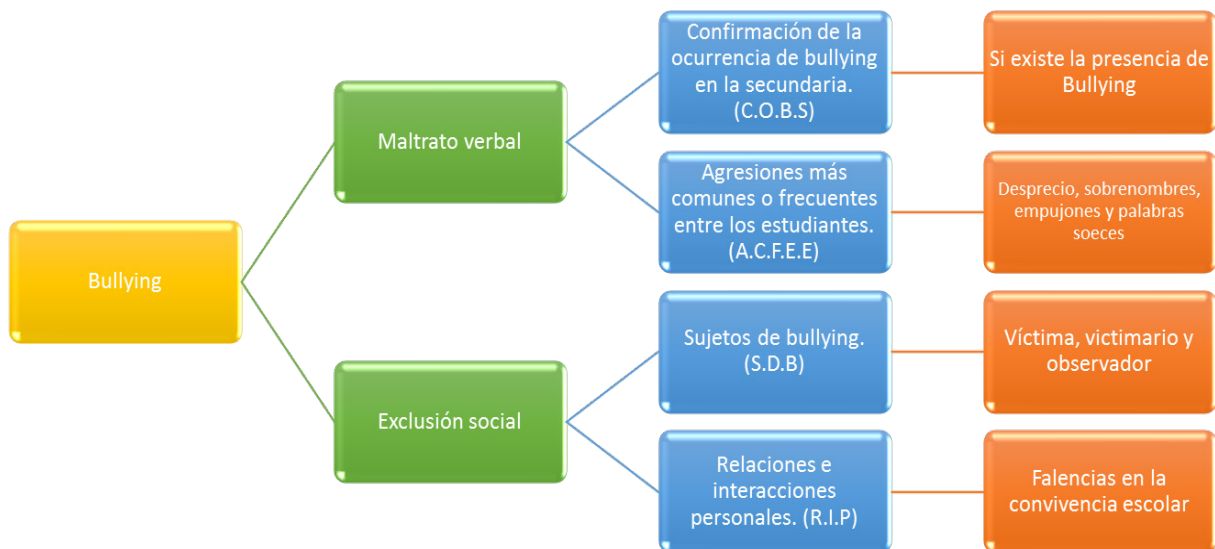 Bullying
Maltrato verbal
Confirmación de la
ocurrencia de bullying
en la secundaria.
(C.O.B.S)
Si existe la presencia de
Bullying
Agresiones más
comunes o frecuentes
entre los estudiantes.
(A.C.F.E.E)
Desprecio, sobrenombres,
empujones y palabras
soeces
Exclusión social
Sujetos de bullying.
(S.D.B)
Víctima, victimario y
observador
Relaciones e
interacciones
personales. (R.I.P)
Falencias en la
convivencia escolar